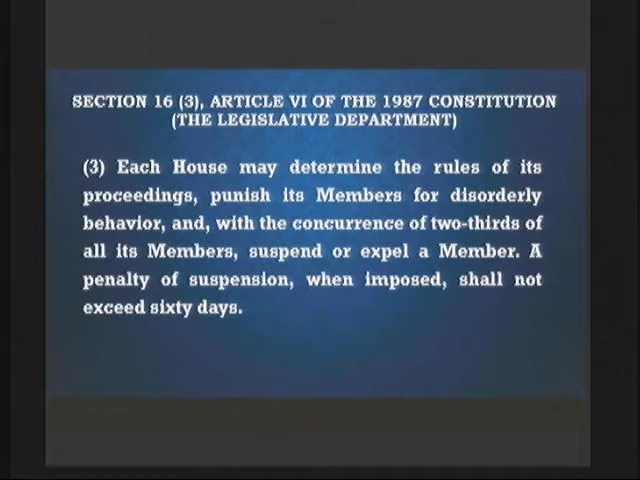 SECTION 16 (3), ARTICLE VI OF THE 1987 CONSTITUTION
(THE LEGISLATIVE DEPARTMENT)
(3) Each House may determine the rules of its
proceedings, punish its Members for disorderly
behavior, and, with the concurrence of two-thirds of
all its Members, suspend or expel a Member. A
penalty of suspension, when imposed, shall not
exceed sixty days.